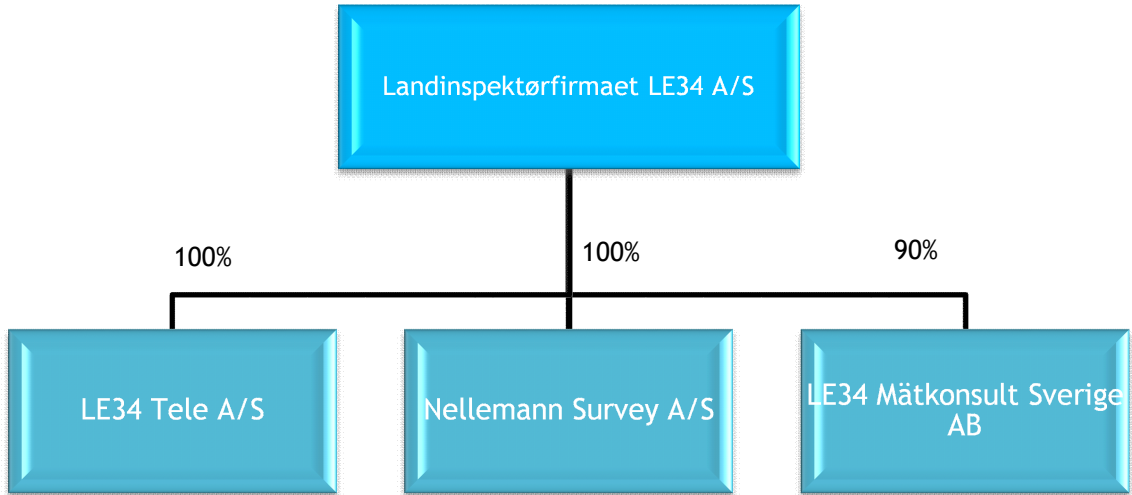 Landinspektørfirmaet LE34 A/S
100%
100%
90%
LE34 Tele A/S
Nellemann Survey A/S
LE34 Mätkonsult Sverige
AB